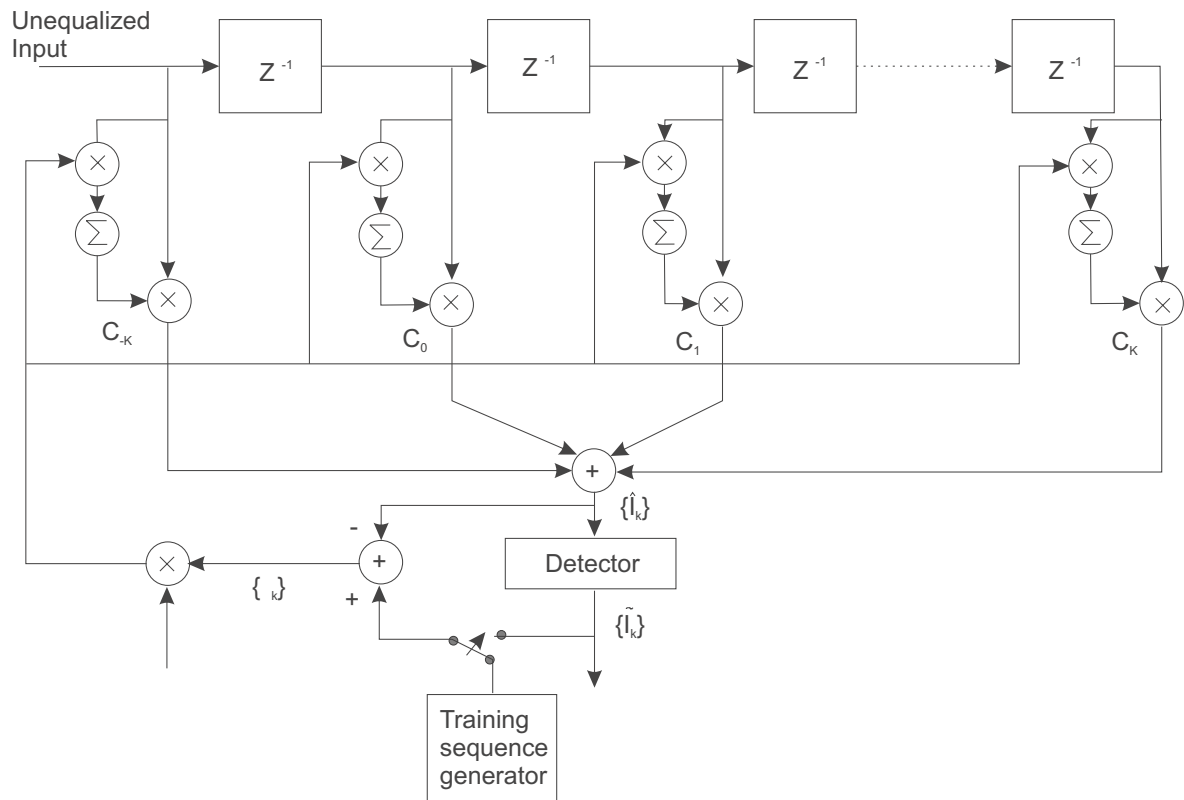 Unequalized
Input
Z⁻¹
Z⁻¹
Z⁻¹
Z⁻¹
×
×
×
×
Σ
Σ
Σ
Σ
×
×
×
×
C₋ₖ
C₀
C₁
Cₖ
+
{Îₖ}
-
Detector
×
+
{ ₖ}
+
{Ĩₖ}
Training
sequence
generator